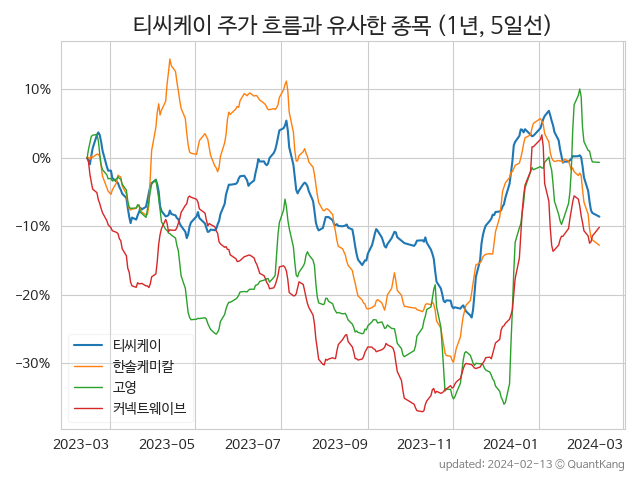 티씨케이 주가 흐름과 유사한 종목 (1년, 5일선)
10%
0%
−10%
−20%
−30%
티씨케이
한솔케미칼
고영
커넥트웨이브
2023-03
2023-05
2023-07
2023-09
2023-11
2024-01
2024-03
updated: 2024-02-13 © QuantKang